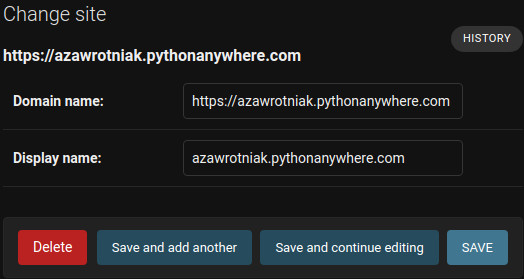 Change site
HISTORY
https://azawrotniak.pythonanywhere.com
Domain name: https://azawrotniak.pythonanywhere.com
Display name: azawrotniak.pythonanywhere.com
Delete Save and add another Save and continue editing SAVE